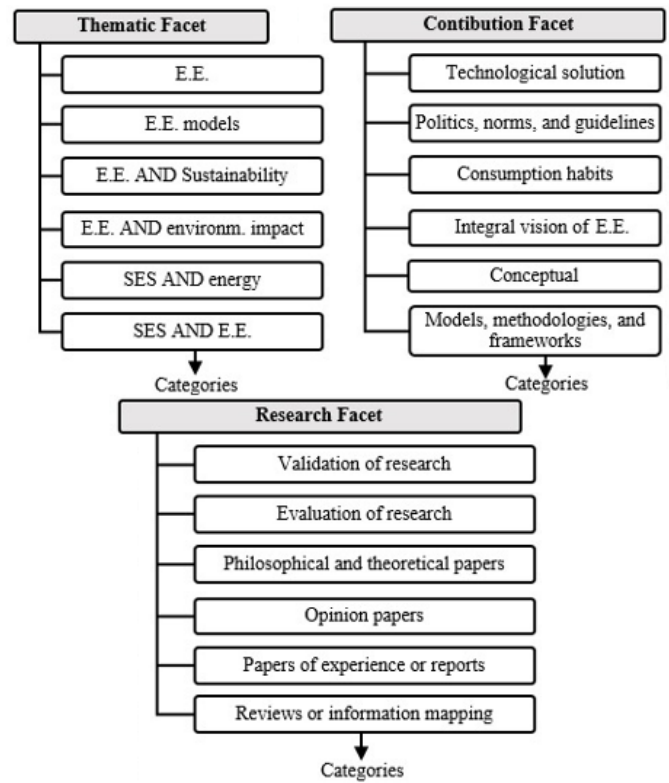 Thematic Facet
E.E.
E.E. models
E.E. AND Sustainability
E.E. AND environm. impact
SES AND energy
SES AND E.E.
Categories
Contibution Facet
Technological solution
Politics, norms, and guidelines
Consumption habits
Integral vision of E.E.
Conceptual
Models, methodologies, and
frameworks
Categories
Research Facet
Validation of research
Evaluation of research
Philosophical and theoretical papers
Opinion papers
Papers of experience or reports
Reviews or information mapping
Categories